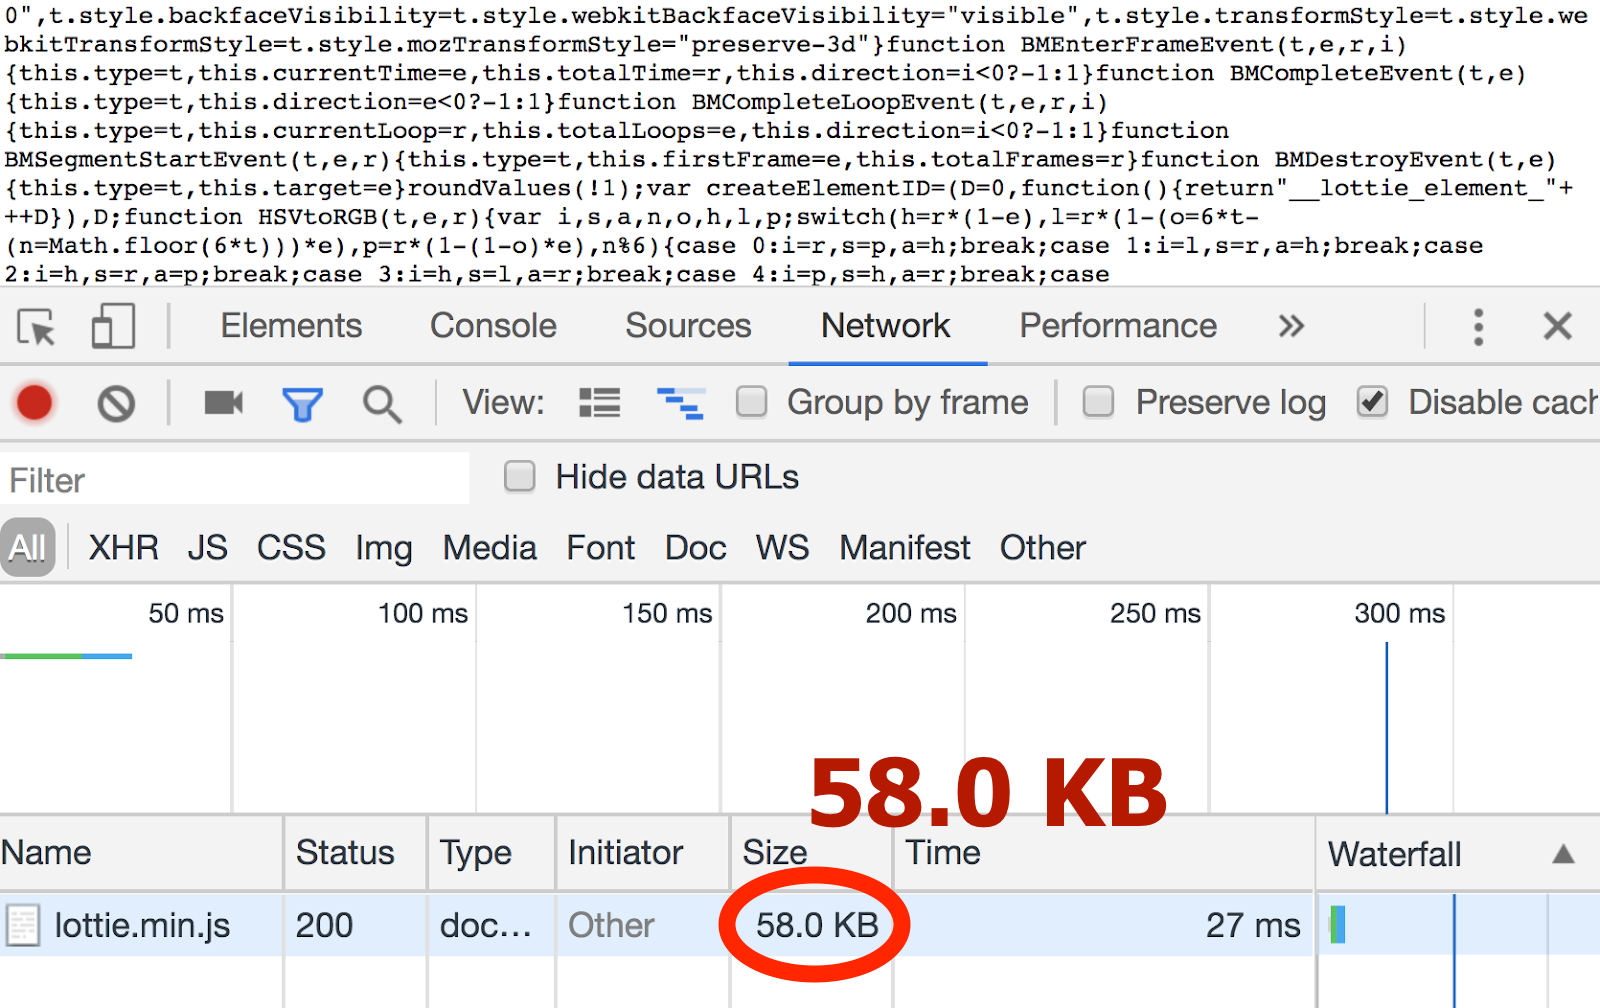 0",t.style.backfaceVisibility=t.style.webkitBackfaceVisibility="visible",t.style.transformStyle=t.style.we
bkitTransformStyle=t.style.mozTransformStyle="preserve-3d"}function BMEnterFrameEvent(t,e,r,i)
{this.type=t,this.currentTime=e,this.totalTime=r,this.direction=i<0?-1:1}function BMCompleteEvent(t,e)
{this.type=t,this.direction=e<0?-1:1}function BMCompleteLoopEvent(t,e,r,i)
{this.type=t,this.currentLoop=r,this.totalLoops=e,this.direction=i<0?-1:1}function
BMSegmentStartEvent(t,e,r){this.type=t,this.firstFrame=e,this.totalFrames=r}function BMDestroyEvent(t,e)
{this.type=t,this.target=e}roundValues(!1);var createElementID=(D=0,function(){return"__lottie_element_"+
++D}),D;function HSVtoRGB(t,e,r){var i,s,a,n,o,h,l,p;switch(h=r*(1-e),l=r*(1-(o=6*t-
(n=Math.floor(6*t)))*e),p=r*(1-(1-o)*e),n%6){case 0:i=r,s=p,a=h;break;case 1:i=l,s=r,a=h;break;case
2:i=h,s=r,a=p;break;case 3:i=h,s=l,a=r;break;case 4:i=p,s=h,a=r;break;case
Elements Console Sources Network Performance »
View: Group by frame Preserve log Disable cach
Filter Hide data URLs
All XHR JS CSS Img Media Font Doc WS Manifest Other
50 ms 100 ms 150 ms 200 ms 250 ms 300 ms
58.0 KB
Name Status Type Initiator Size Time Waterfall
lottie.min.js 200 doc... Other 58.0 KB 27 ms